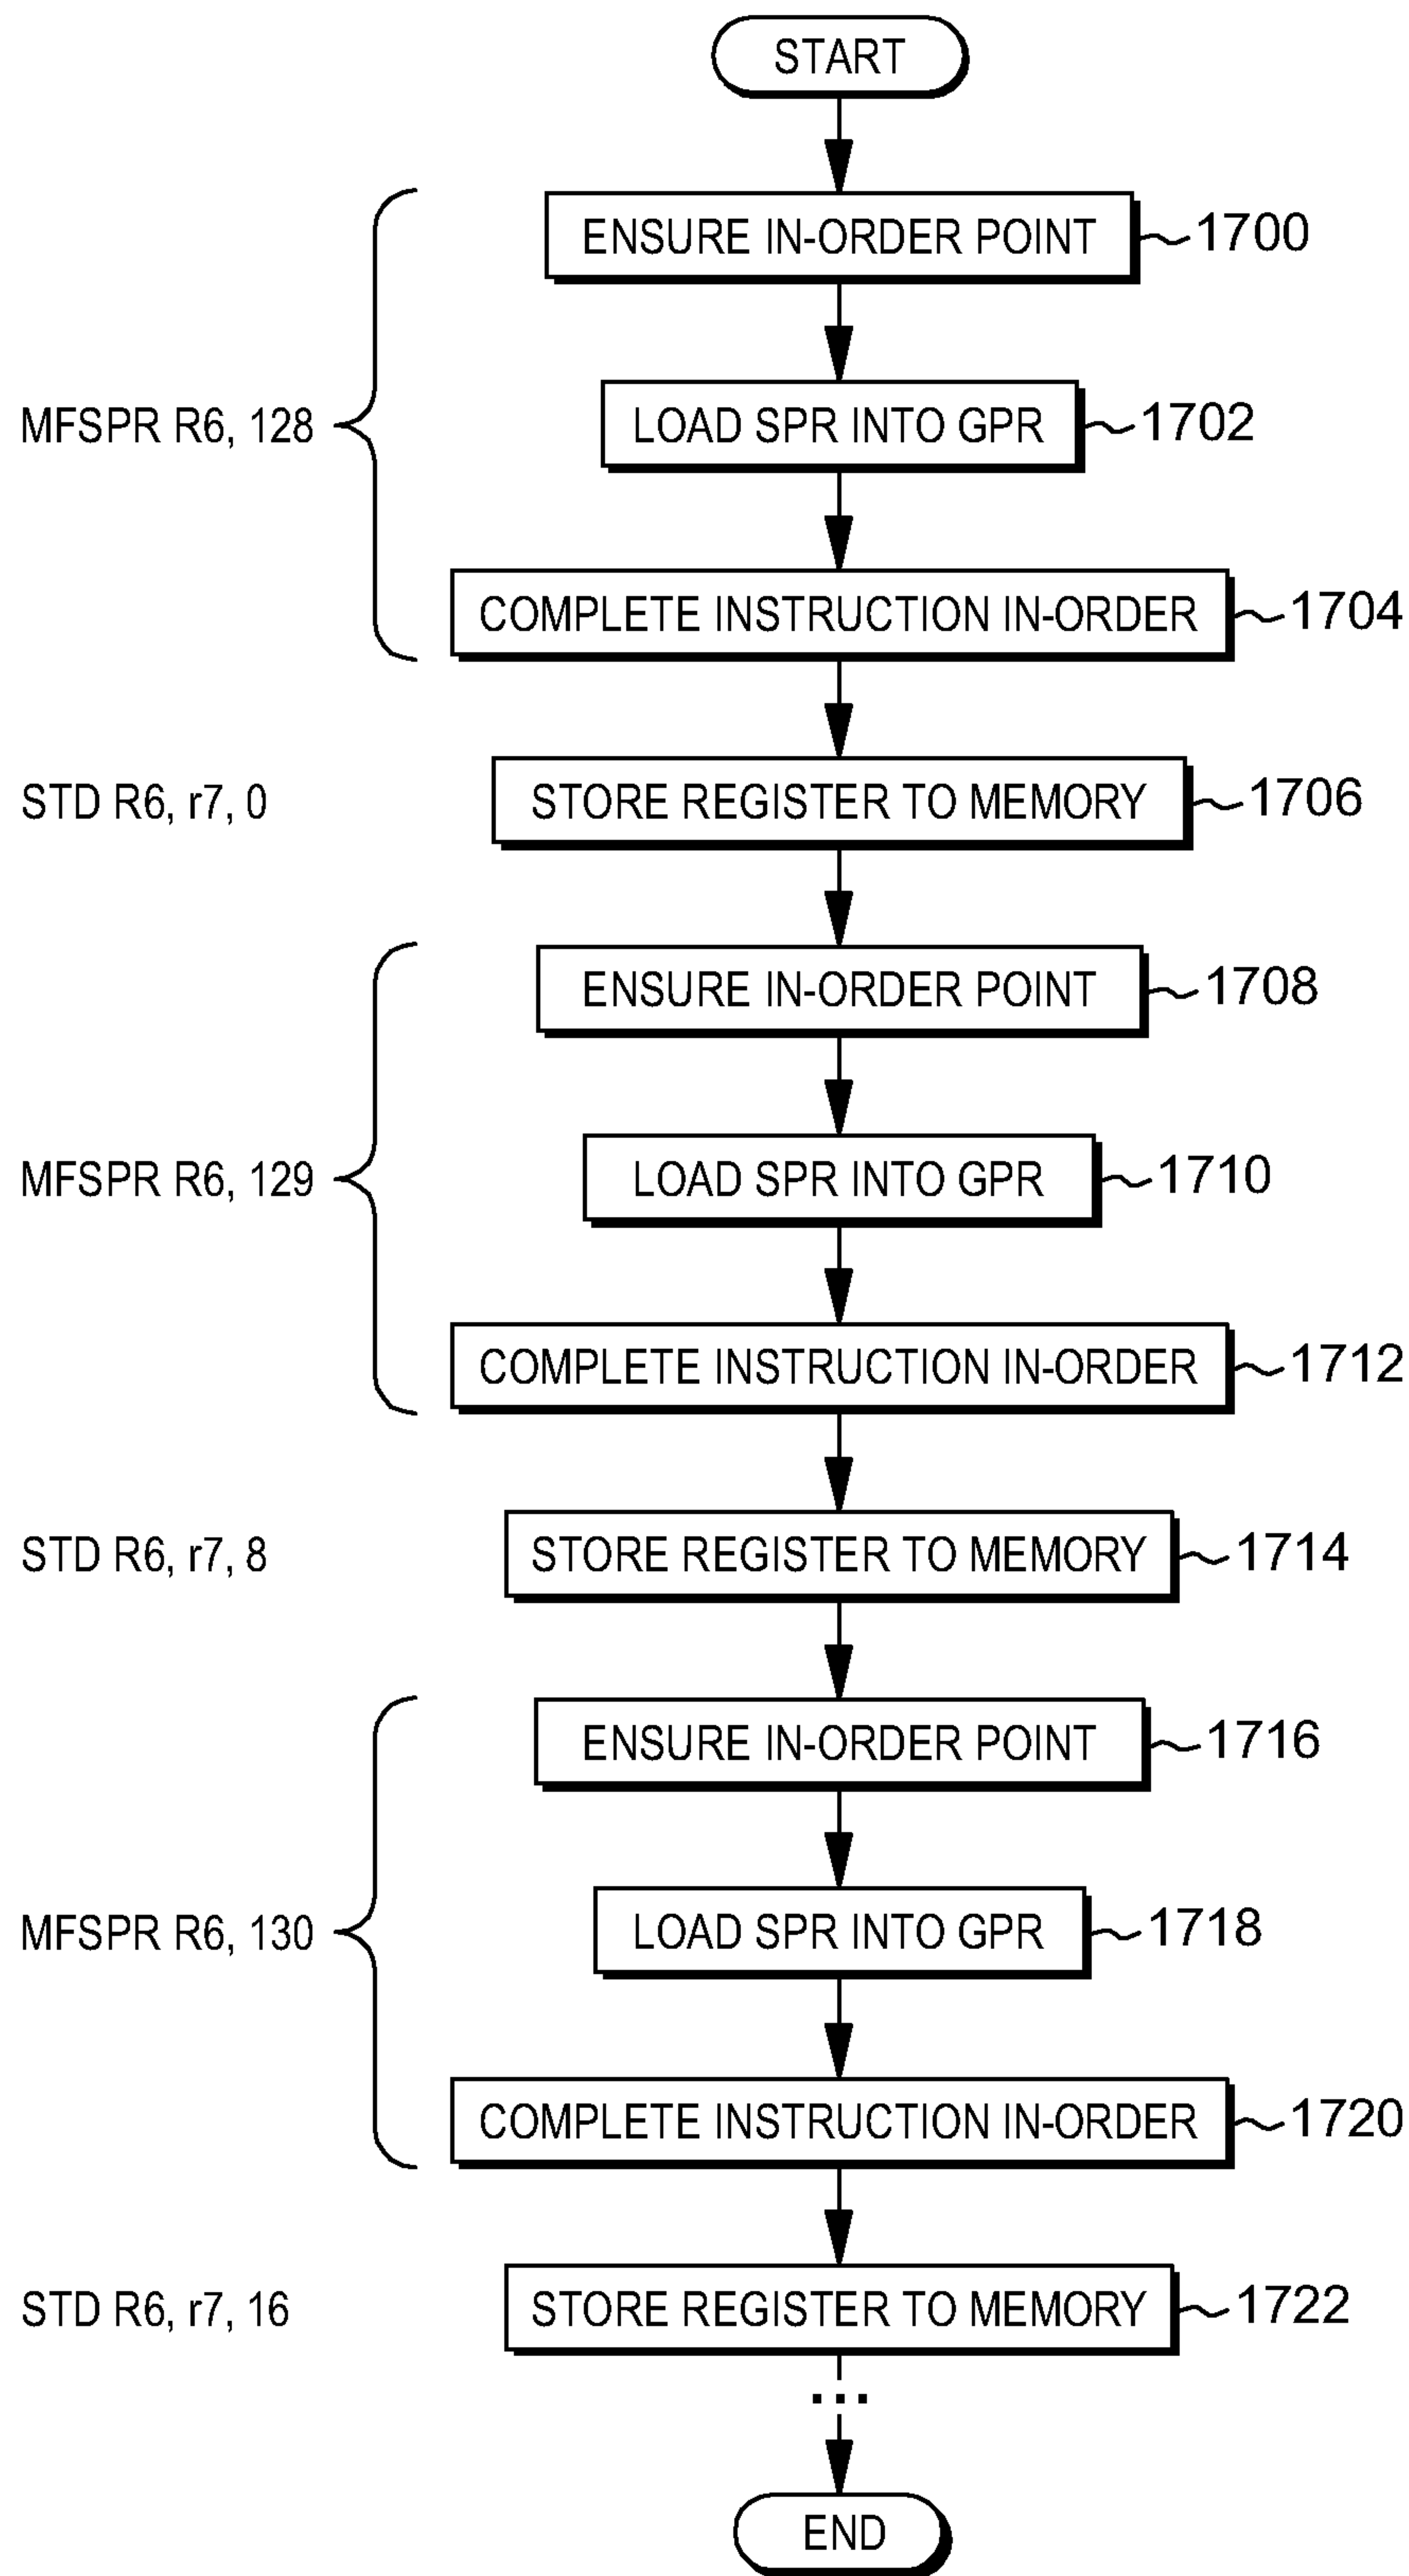 START
ENSURE IN-ORDER POINT 1700
MFSPR R6, 128 LOAD SPR INTO GPR 1702
COMPLETE INSTRUCTION IN-ORDER 1704
STD R6, r7, 0 STORE REGISTER TO MEMORY 1706
ENSURE IN-ORDER POINT 1708
MFSPR R6, 129 LOAD SPR INTO GPR 1710
COMPLETE INSTRUCTION IN-ORDER 1712
STD R6, r7, 8 STORE REGISTER TO MEMORY 1714
ENSURE IN-ORDER POINT 1716
MFSPR R6, 130 LOAD SPR INTO GPR 1718
COMPLETE INSTRUCTION IN-ORDER 1720
STD R6, r7, 16 STORE REGISTER TO MEMORY 1722
...
END